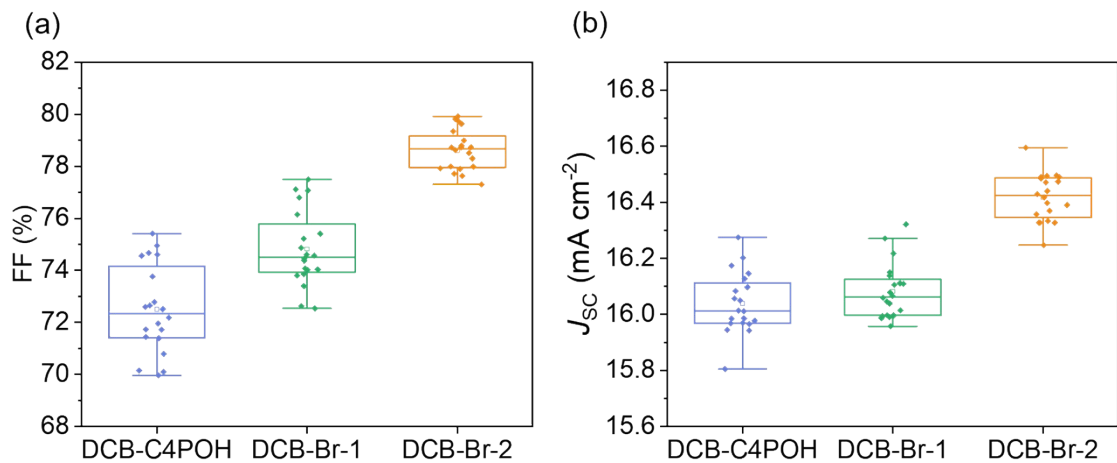 (a)
FF (%)
82
80
78
76
74
72
70
68
DCB-C4POH DCB-Br-1 DCB-Br-2
(b)
J_SC (mA cm⁻²)
16.8
16.6
16.4
16.2
16.0
15.8
15.6
DCB-C4POH DCB-Br-1 DCB-Br-2